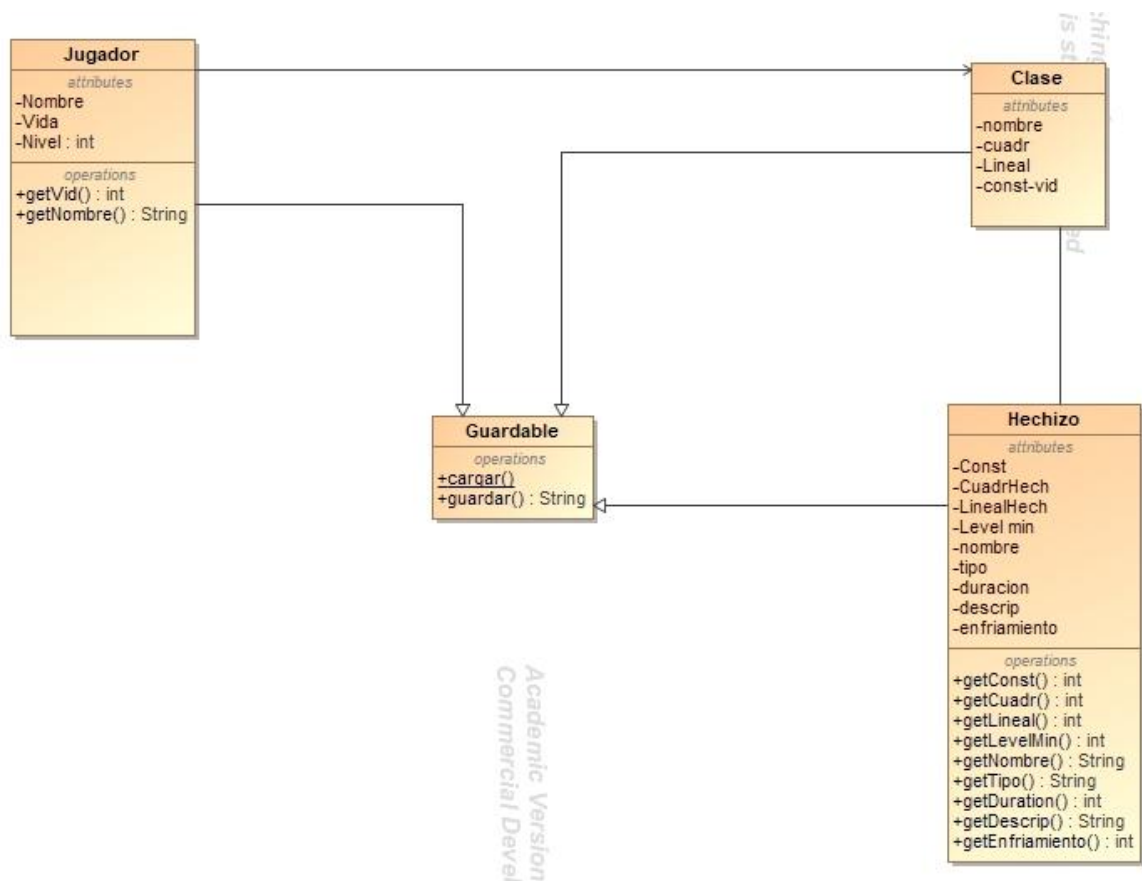 Jugador
attributes
-Nombre
-Vida
-Nivel : int
operations
+getVid() : int
+getNombre() : String
Clase
attributes
-nombre
-cuadr
-Lineal
-const-vid
Guardable
operations
+cargar()
+guardar() : String
Hechizo
attributes
-Const
-CuadrHech
-LinealHech
-Level min
-nombre
-tipo
-duracion
-descrip
-enfriamiento
operations
+getConst() : int
+getCuadr() : int
+getLineal() : int
+getLevelMin() : int
+getNombre() : String
+getTipo() : String
+getDuration() : int
+getDescrip() : String
+getEnfriamiento() : int
Academic Version
Commercial Devel